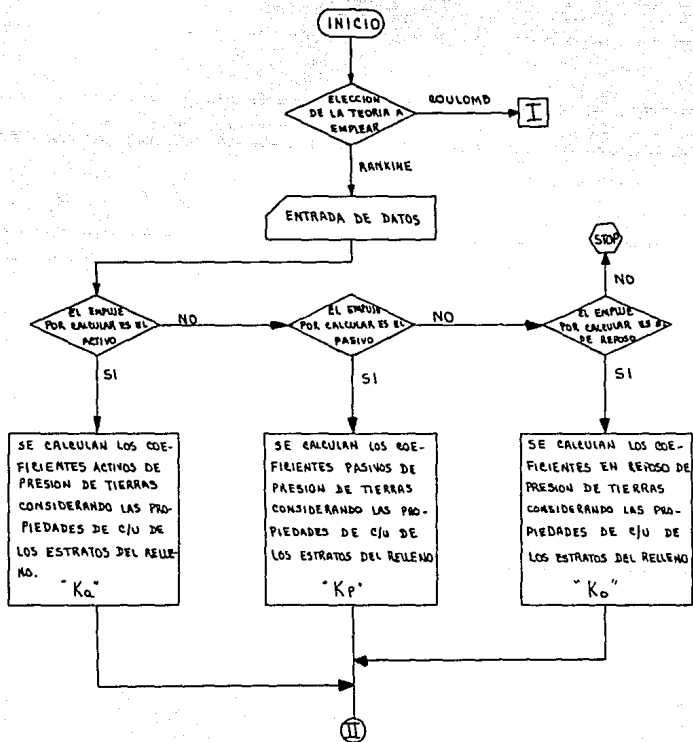 INICIO
ELECCION
DE LA TEORIA A
EMPLEAR
COULOMB
I
RANKINE
ENTRADA DE DATOS
STOP
NO
EL EMPUJE
POR CALCULAR ES EL
ACTIVO
NO
EL EMPUJE
POR CALCULAR ES EL
PASIVO
NO
EL EMPUJE
POR CALCULAR ES EL
DE REPOSO
SI
SI
SI
SE CALCULAN LOS COE-
FICIENTES ACTIVOS DE
PRESION DE TIERRAS
CONSIDERANDO LAS PRO-
PIEDADES DE C/U DE
LOS ESTRATOS DEL RELLE-
NO.
"Ka"
SE CALCULAN LOS COE-
FICIENTES PASIVOS DE
PRESION DE TIERRAS
CONSIDERANDO LAS PRO-
PIEDADES DE C/U DE
LOS ESTRATOS DEL RELLENO
"Kp"
SE CALCULAN LOS COE-
FICIENTES EN REPOSO DE
PRESION DE TIERRAS
CONSIDERANDO LAS PRO-
PIEDADES DE C/U DE
LOS ESTRATOS DEL RELLENO
"Ko"
II